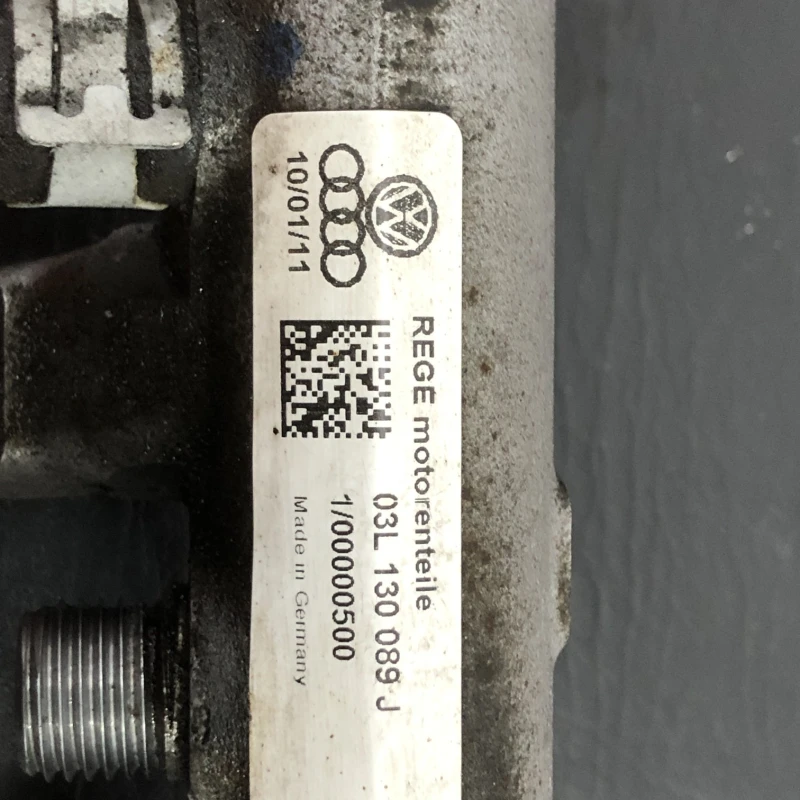 10/01/11
REGE motorenteile
03L 130 089 J
1/00000500
Made in Germany